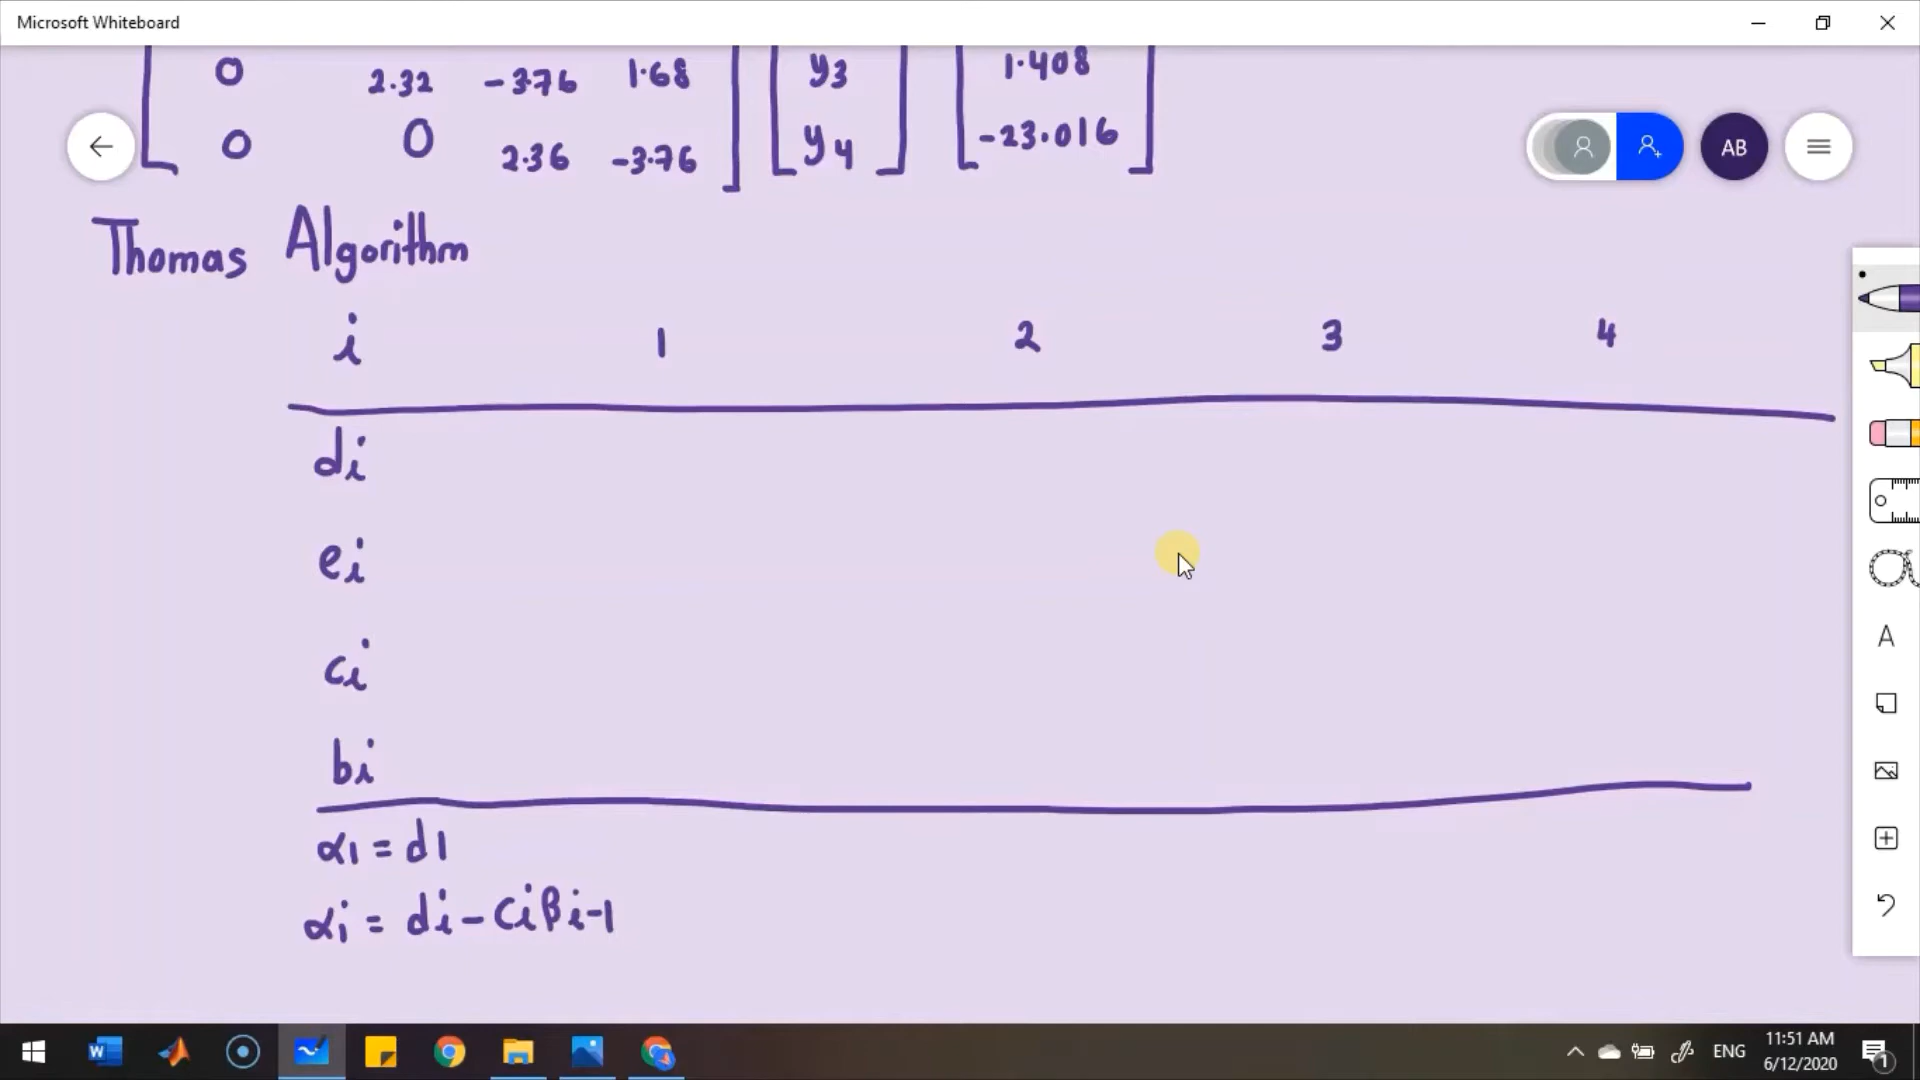 Microsoft Whiteboard
0 2.32 -3.76 1.68 y3 1.408
0 0 2.36 -3.76 y4 -23.016
AB
Thomas Algorithm
i 1 2 3 4
di
ei
ci
bi
α1 = d1
αi = di - ciβi-1
A
ENG
11:51 AM
6/12/2020
1